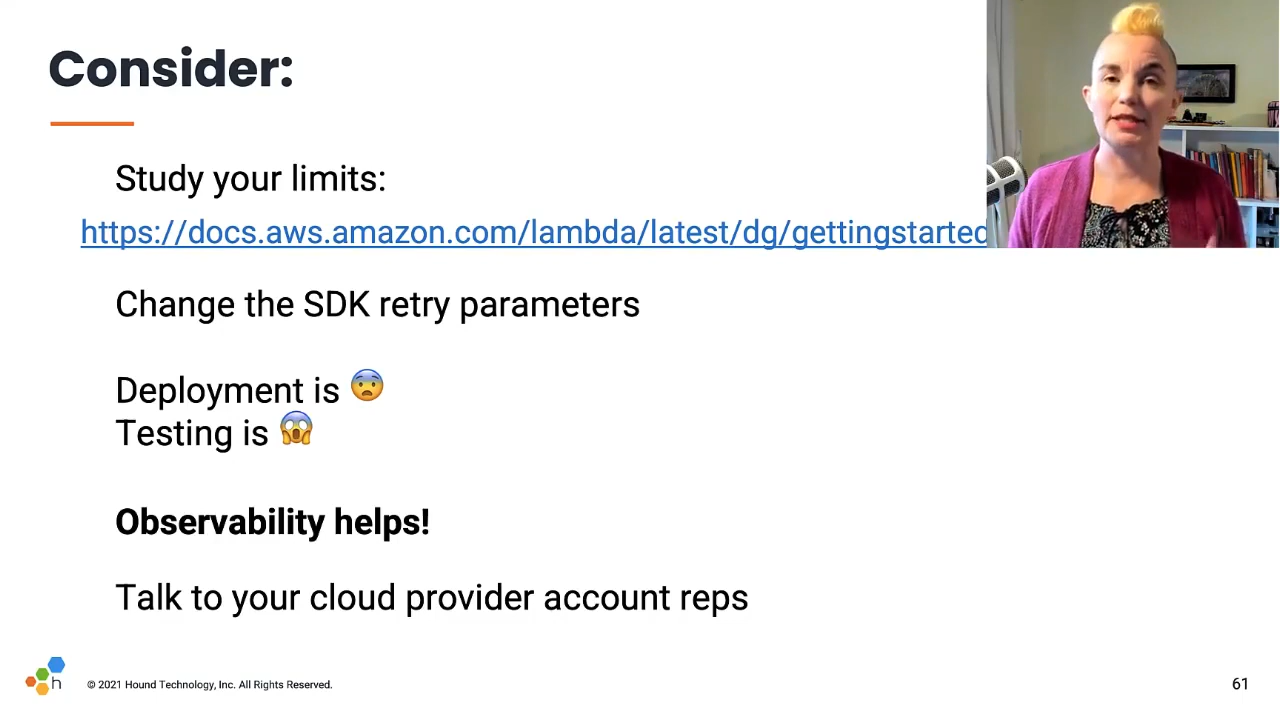 Consider:
Study your limits:
https://docs.aws.amazon.com/lambda/latest/dg/gettingstarted
Change the SDK retry parameters
Deployment is 😨
Testing is 😱
Observability helps!
Talk to your cloud provider account reps
h
© 2021 Hound Technology, Inc. All Rights Reserved.
61